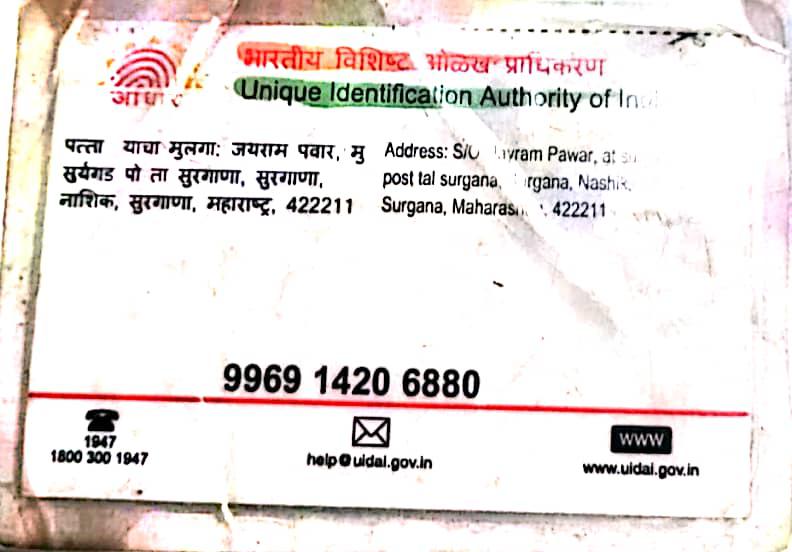 भारतीय विशिष्ट ओळख प्राधिकरण
Unique Identification Authority of
आधार
पत्ता याचा मुलगा: जयराम पवार, मु
सुर्यगड पो ता सुरगाणा, सुरगाणा,
नाशिक, सुरगाणा, महाराष्ट्र, 422211
Address: Pawar, at
post tal surgana, Nashik,
Surgana, 422211
9969 1420 6880
1947
1800 300 1947
help@uidai.gov.in
www
www.uidai.gov.in